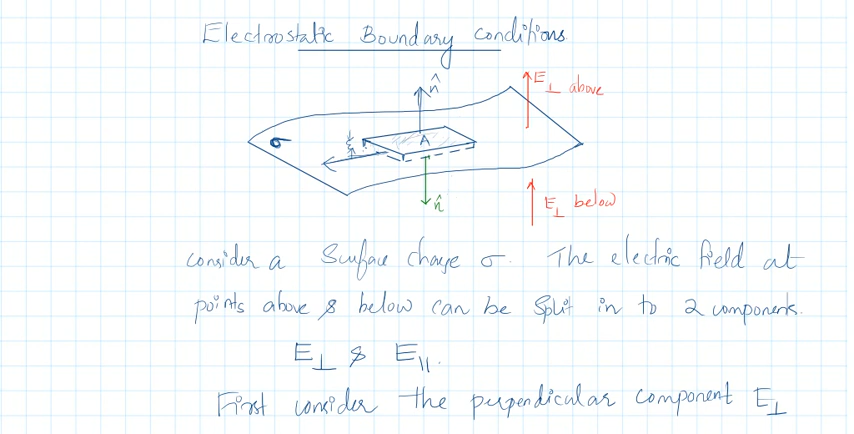 Electrostatic Boundary conditions
n̂
E⊥ above
σ
ε
A
n̂
E⊥ below
consider a Surface charge σ. The electric field at
points above & below can be split in to 2 components.
E⊥ & E||.
First consider the perpendicular component E⊥